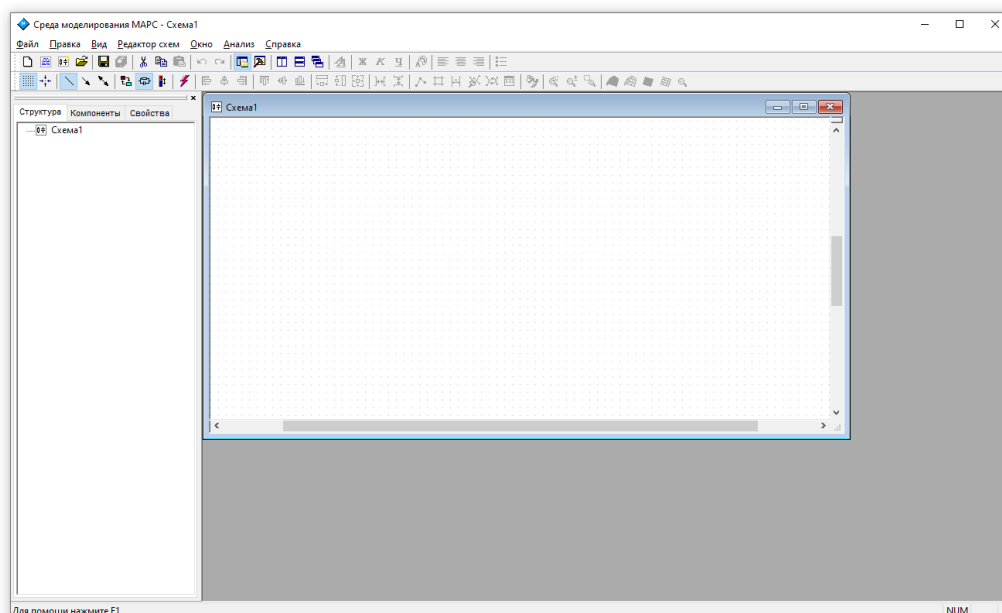 Среда моделирования МАРС - Схема1
Файл Правка Вид Редактор схем Окно Анализ Справка
Ж К Ч
Структура Компоненты Свойства
Схема1
Схема1
Для помощи нажмите F1
NUM